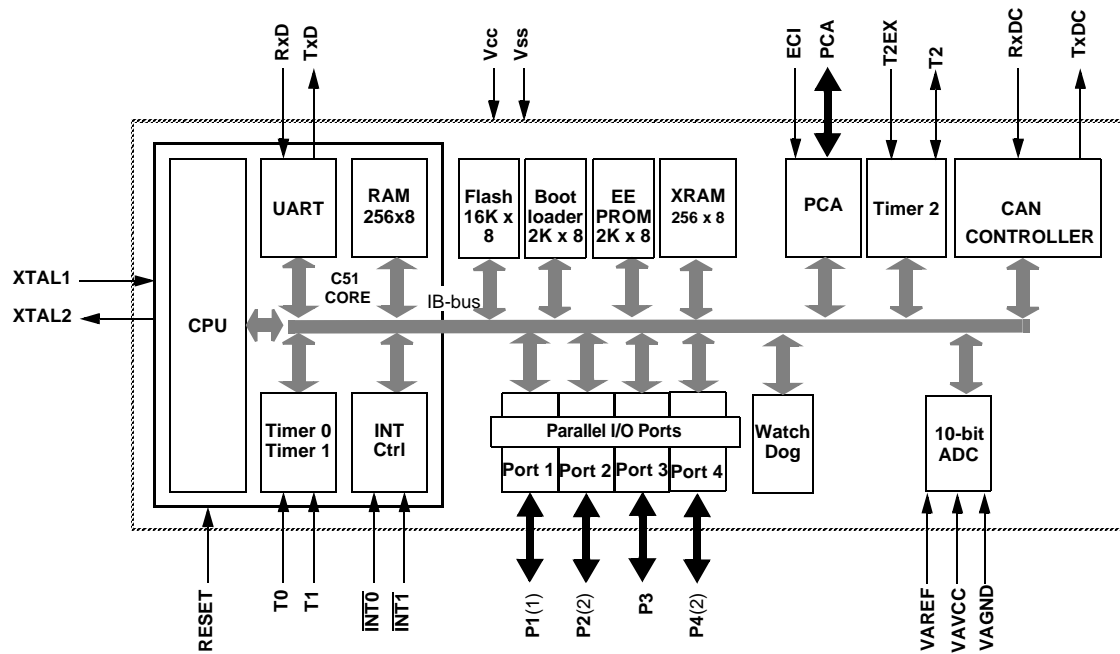 RxD
TxD
Vcc
Vss
ECI
PCA
T2EX
T2
RxDC
TxDC
XTAL1
XTAL2
CPU
UART
RAM
256x8
C51
CORE
IB-bus
Flash
16K x
8
Boot
loader
2K x 8
EE
PROM
2K x 8
XRAM
256 x 8
PCA
Timer 2
CAN
CONTROLLER
Timer 0
Timer 1
INT
Ctrl
Parallel I/O Ports
Port 1
Port 2
Port 3
Port 4
Watch
Dog
10-bit
ADC
RESET
T0
T1
INT0
INT1
P1(1)
P2(2)
P3
P4(2)
VAREF
VAVCC
VAGND